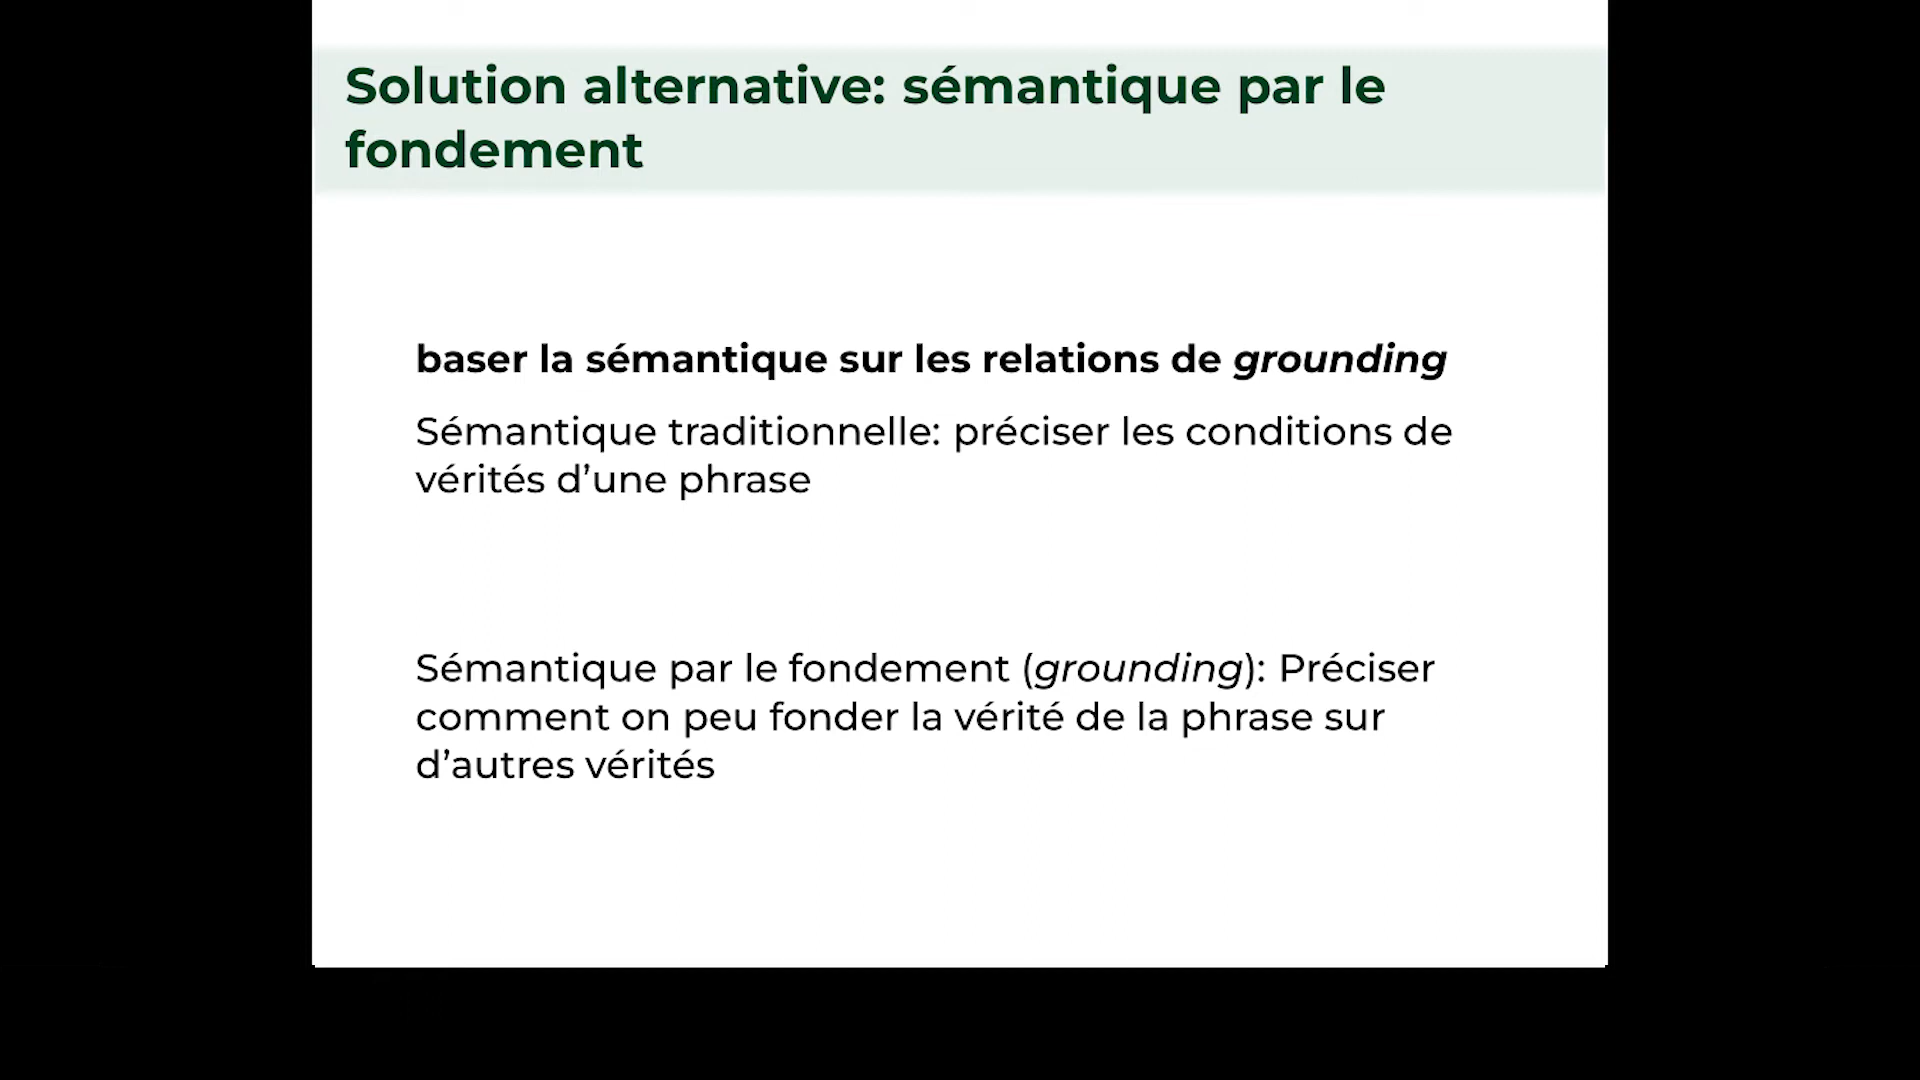 Solution alternative: sémantique par le
fondement
baser la sémantique sur les relations de grounding
Sémantique traditionnelle: préciser les conditions de
vérités d’une phrase
Sémantique par le fondement (grounding): Préciser
comment on peu fonder la vérité de la phrase sur
d’autres vérités